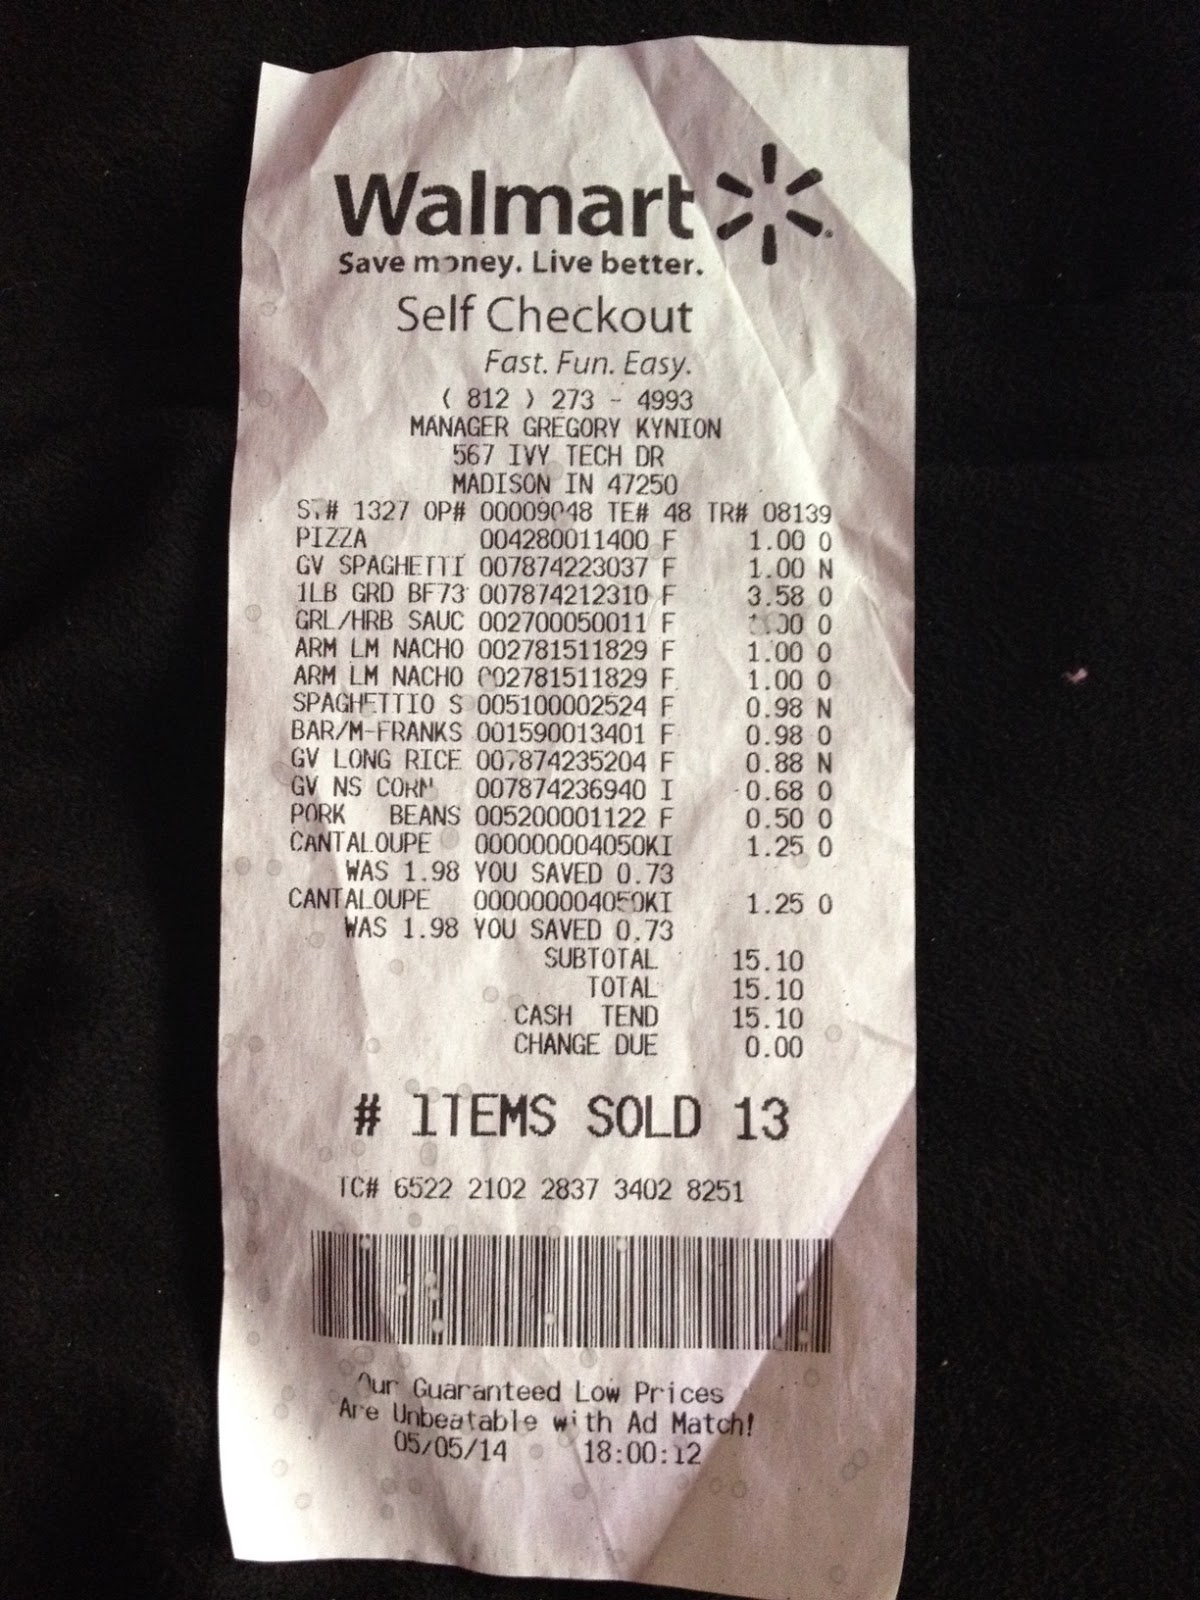 Walmart
Save money. Live better.
Self Checkout
Fast. Fun. Easy.
( 812 ) 273 - 4993
MANAGER GREGORY KYNION
567 IVY TECH DR
MADISON IN 47250
ST# 1327 OP# 00009048 TE# 48 TR# 08139
PIZZA 004280011400 F 1.00 O
GV SPAGHETTI 007874223037 F 1.00 N
1LB GRD BF73 007874212310 F 3.58 O
GRL/HRB SAUC 002700050011 F 1.00 O
ARM LM NACHO 002781511829 F 1.00 O
ARM LM NACHO 002781511829 F 1.00 O
SPAGHETTIO S 005100002524 F 0.98 N
BAR/M-FRANKS 001590013401 F 0.98 O
GV LONG RICE 007874235204 F 0.88 N
GV NS CORN 007874236940 I 0.68 O
PORK BEANS 005200001122 F 0.50 O
CANTALOUPE 000000004050KI 1.25 O
WAS 1.98 YOU SAVED 0.73
CANTALOUPE 000000004050KI 1.25 O
WAS 1.98 YOU SAVED 0.73
SUBTOTAL 15.10
TOTAL 15.10
CASH TEND 15.10
CHANGE DUE 0.00
# ITEMS SOLD 13
TC# 6522 2102 2837 3402 8251
Our Guaranteed Low Prices
Are Unbeatable with Ad Match!
05/05/14 18:00:12